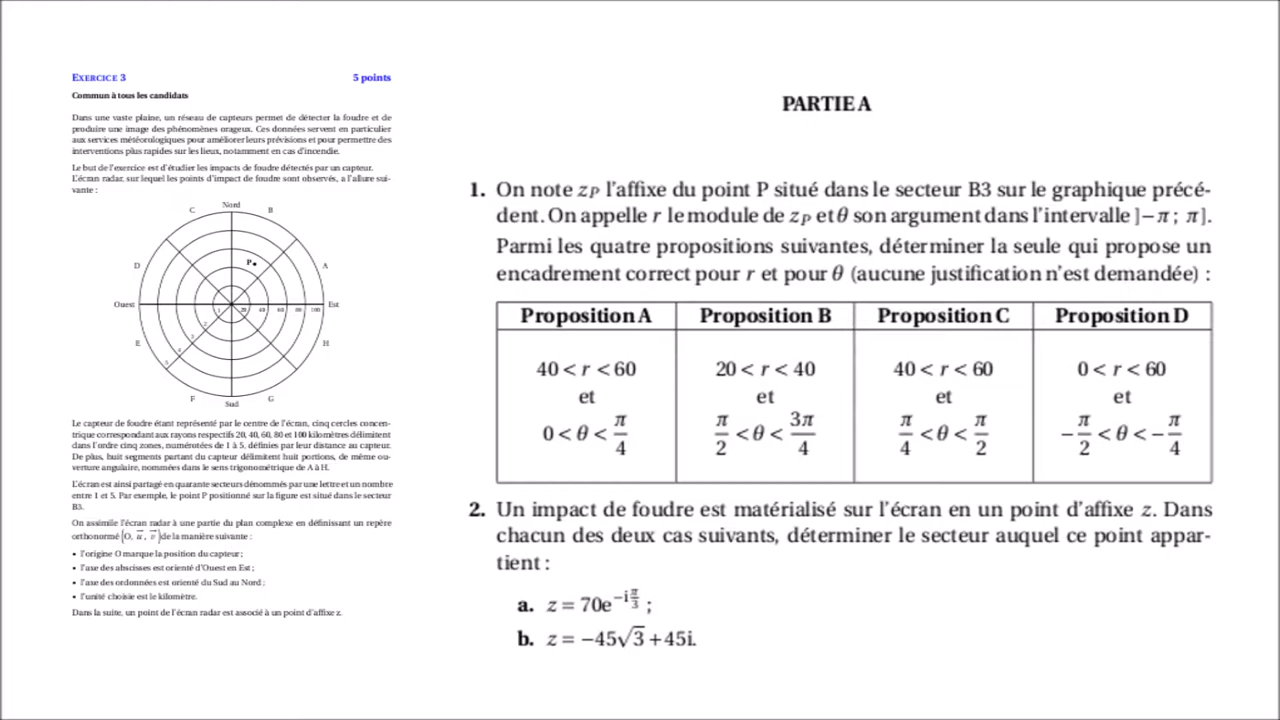 EXERCICE 3 5 points
Commun à tous les candidats
Dans une vaste plaine, un réseau de capteurs permet de détecter la foudre et de
produire une image des phénomènes orageux. Ces données servent en particulier
aux services météorologiques pour améliorer leurs prévisions et pour permettre des
interventions plus rapides sur les lieux, notamment en cas d'incendie.
Le but de l'exercice est d'étudier les impacts de foudre détectés par un capteur.
L'écran radar, sur lequel les points d'impact de foudre sont observés, a l'allure sui-
vante :
Nord
C B
D P A
Ouest 1 20 40 60 80 100 Est
2
3
E H
4
5
F G
Sud
Le capteur de foudre étant représenté par le centre de l'écran, cinq cercles concen-
trique correspondant aux rayons respectifs 20, 40, 60, 80 et 100 kilomètres délimitent
dans l'ordre cinq zones, numérotées de 1 à 5, définies par leur distance au capteur.
De plus, huit segments partant du capteur délimitent huit portions, de même ou-
verture angulaire, nommées dans le sens trigonométrique de A à H.
L'écran est ainsi partagé en quarante secteurs dénommés par une lettre et un nombre
entre 1 et 5. Par exemple, le point P positionné sur la figure est situé dans le secteur
B3.
On assimile l'écran radar à une partie du plan complexe en définissant un repère
orthonormé (O, u⃗, v⃗) de la manière suivante :
• l'origine O marque la position du capteur ;
• l'axe des abscisses est orienté d'Ouest en Est ;
• l'axe des ordonnées est orienté du Sud au Nord ;
• l'unité choisie est le kilomètre.
Dans la suite, un point de l'écran radar est associé à un point d'affixe z.
PARTIE A
1. On note z_P l'affixe du point P situé dans le secteur B3 sur le graphique précé-
dent. On appelle r le module de z_P et θ son argument dans l'intervalle ]−π ; π].
Parmi les quatre propositions suivantes, déterminer la seule qui propose un
encadrement correct pour r et pour θ (aucune justification n'est demandée) :
Proposition A Proposition B Proposition C Proposition D
40 < r < 60 20 < r < 40 40 < r < 60 0 < r < 60
et et et et
0 < θ < π/4 π/2 < θ < 3π/4 π/4 < θ < π/2 −π/2 < θ < −π/4
2. Un impact de foudre est matérialisé sur l'écran en un point d'affixe z. Dans
chacun des deux cas suivants, déterminer le secteur auquel ce point appar-
tient :
a. z = 70e^(−iπ/3) ;
b. z = −45√3 + 45i.